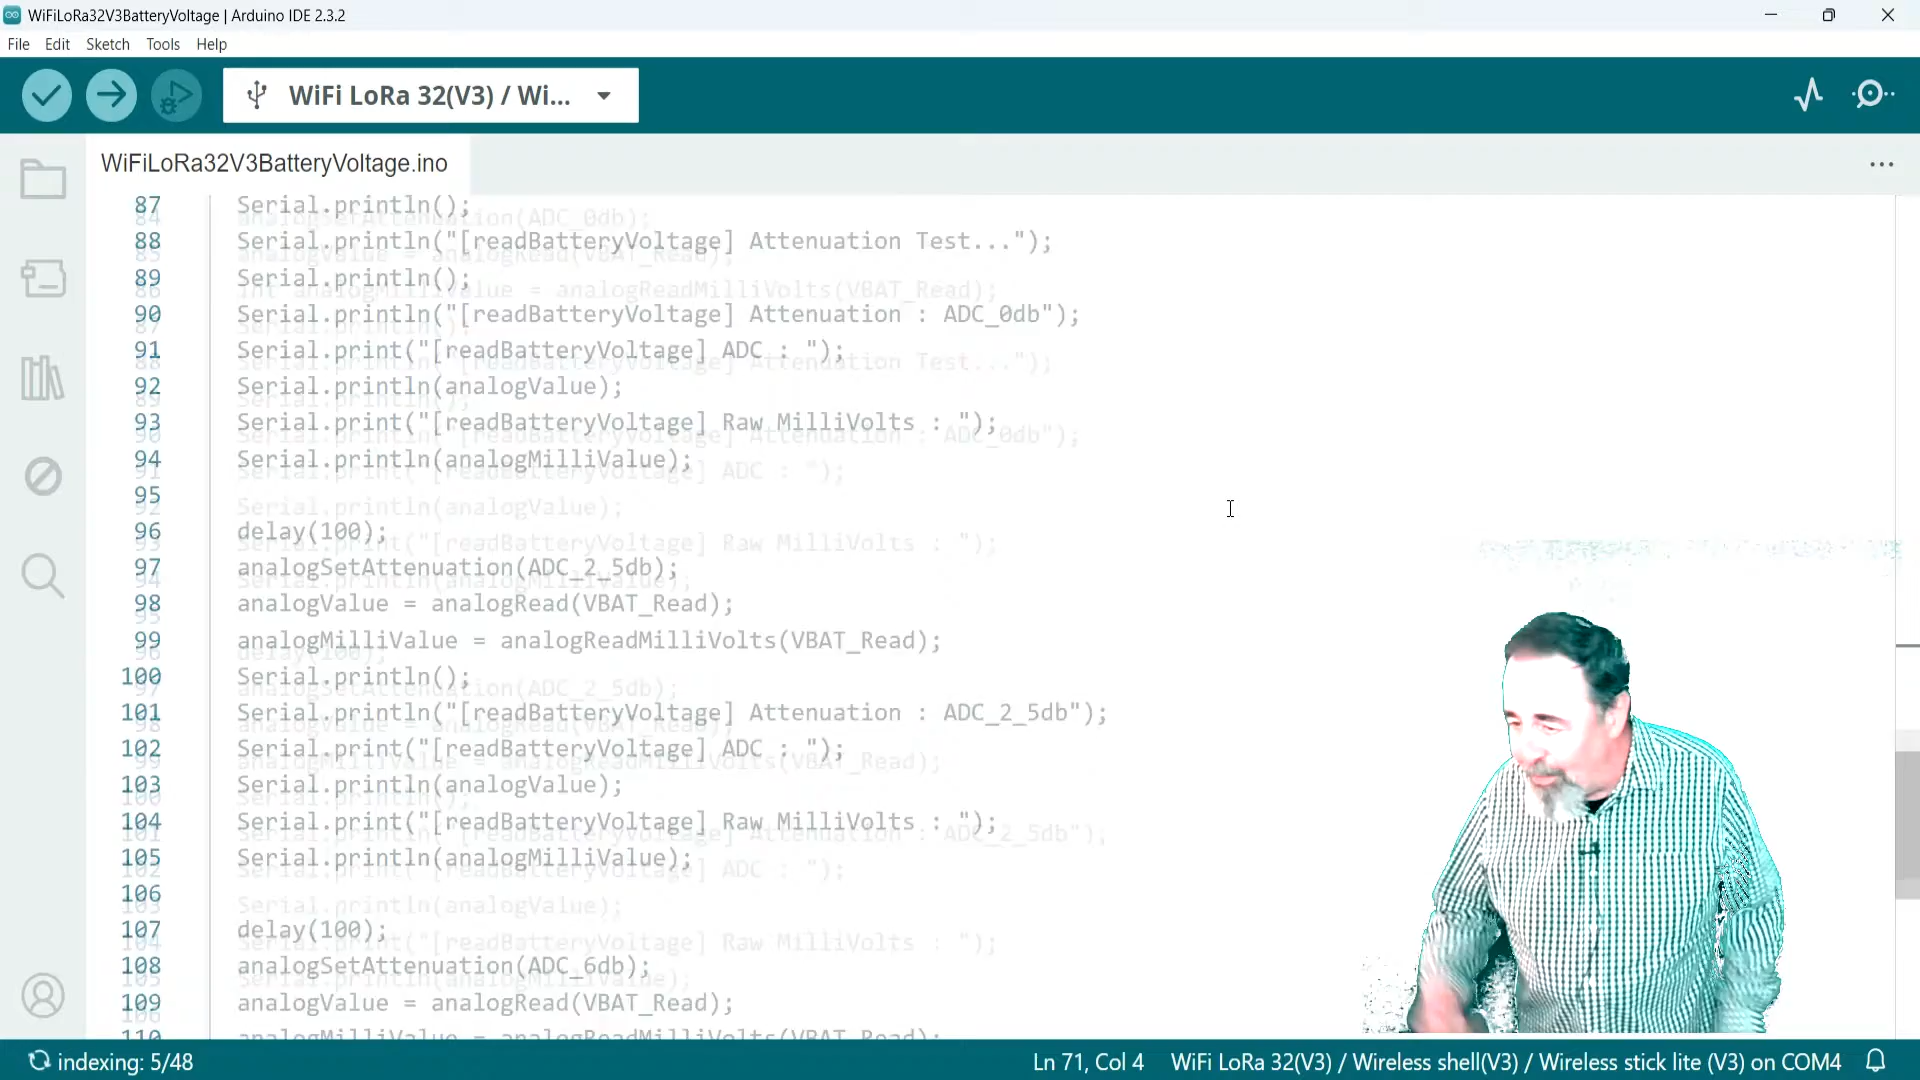 WiFiLoRa32V3BatteryVoltage | Arduino IDE 2.3.2
File Edit Sketch Tools Help
WiFi LoRa 32(V3) / Wi...
WiFiLoRa32V3BatteryVoltage.ino
87 Serial.println();
88 Serial.println("[readBatteryVoltage] Attenuation Test...");
89 Serial.println();
90 Serial.println("[readBatteryVoltage] Attenuation : ADC_0db");
91 Serial.print("[readBatteryVoltage] ADC : ");
92 Serial.println(analogValue);
93 Serial.print("[readBatteryVoltage] Raw MilliVolts : ");
94 Serial.println(analogMilliValue);
95
96 delay(100);
97 analogSetAttenuation(ADC_2_5db);
98 analogValue = analogRead(VBAT_Read);
99 analogMilliValue = analogReadMilliVolts(VBAT_Read);
100 Serial.println();
101 Serial.println("[readBatteryVoltage] Attenuation : ADC_2_5db");
102 Serial.print("[readBatteryVoltage] ADC : ");
103 Serial.println(analogValue);
104 Serial.print("[readBatteryVoltage] Raw MilliVolts : ");
105 Serial.println(analogMilliValue);
106
107 delay(100);
108 analogSetAttenuation(ADC_6db);
109 analogValue = analogRead(VBAT_Read);
110 analogMilliValue = analogReadMilliVolts(VBAT_Read);
indexing: 5/48
Ln 71, Col 4 WiFi LoRa 32(V3) / Wireless shell(V3) / Wireless stick lite (V3) on COM4